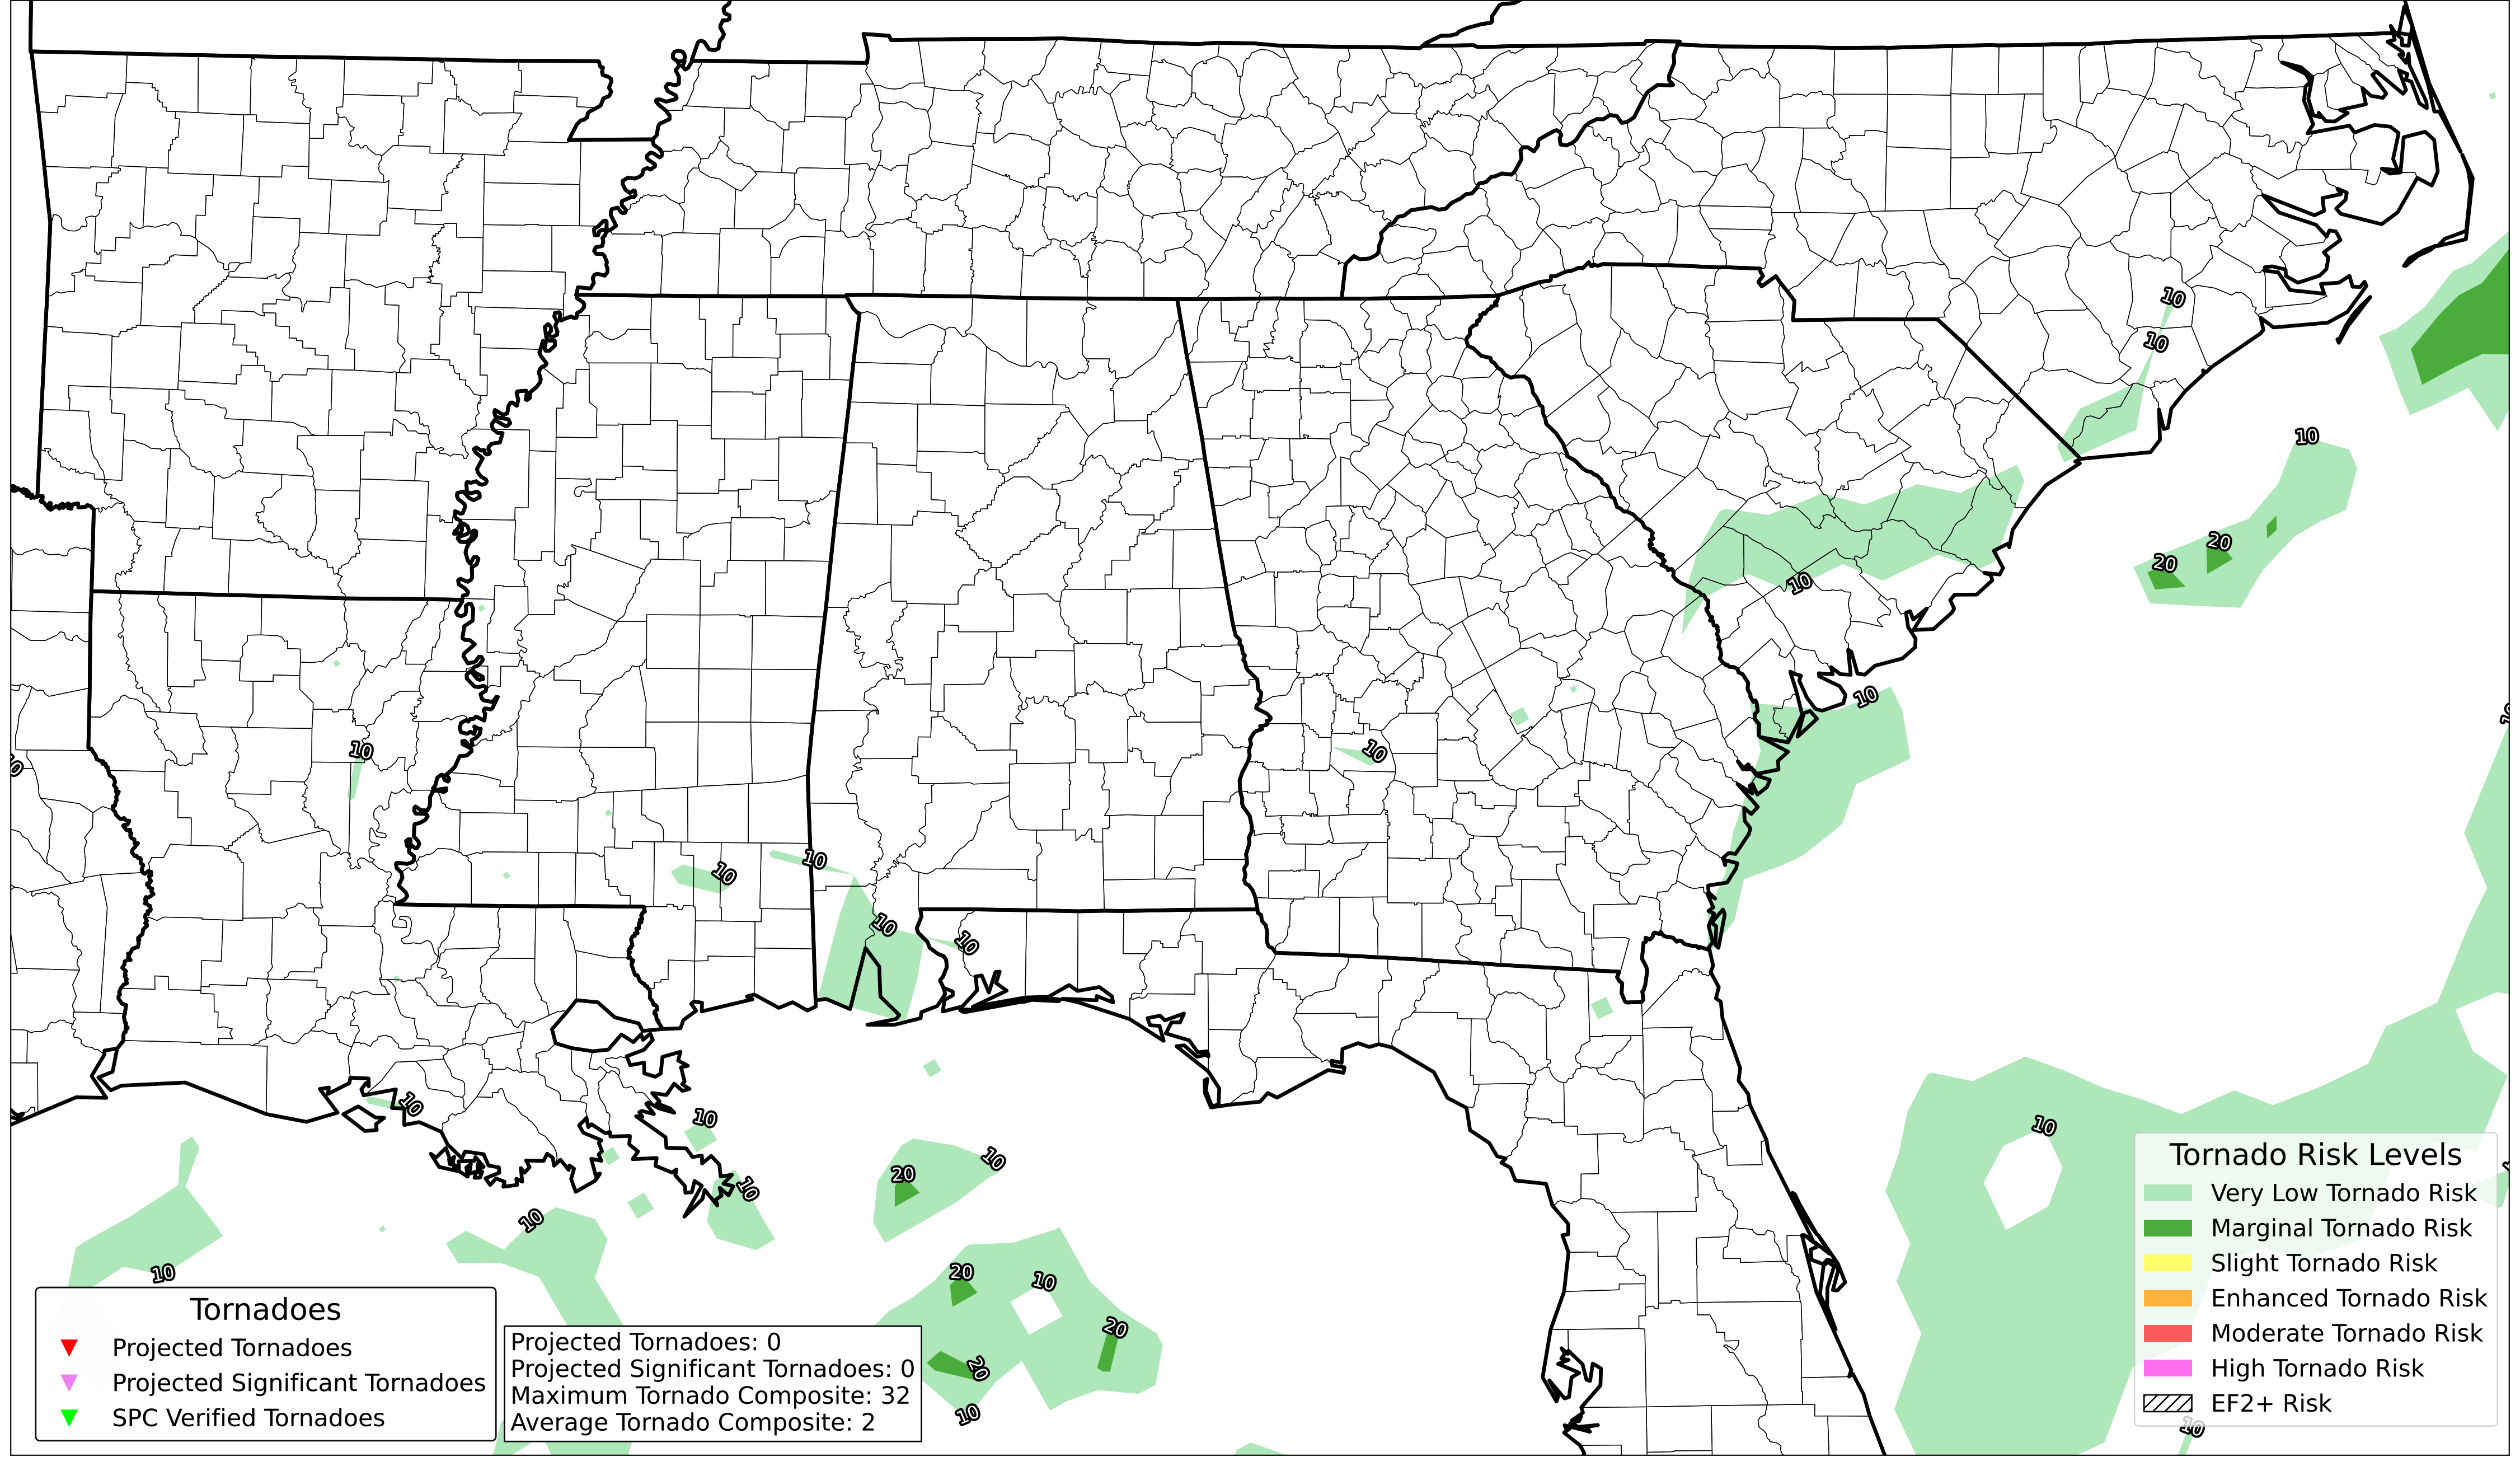 10
10
10
20
20
10
10
10
10
10
10
10
10
10
10
10
10
20
10
10
10
20
10
20
20
10
10
10
Tornadoes
Projected Tornadoes
Projected Significant Tornadoes
SPC Verified Tornadoes
Projected Tornadoes: 0
Projected Significant Tornadoes: 0
Maximum Tornado Composite: 32
Average Tornado Composite: 2
Tornado Risk Levels
Very Low Tornado Risk
Marginal Tornado Risk
Slight Tornado Risk
Enhanced Tornado Risk
Moderate Tornado Risk
High Tornado Risk
EF2+ Risk